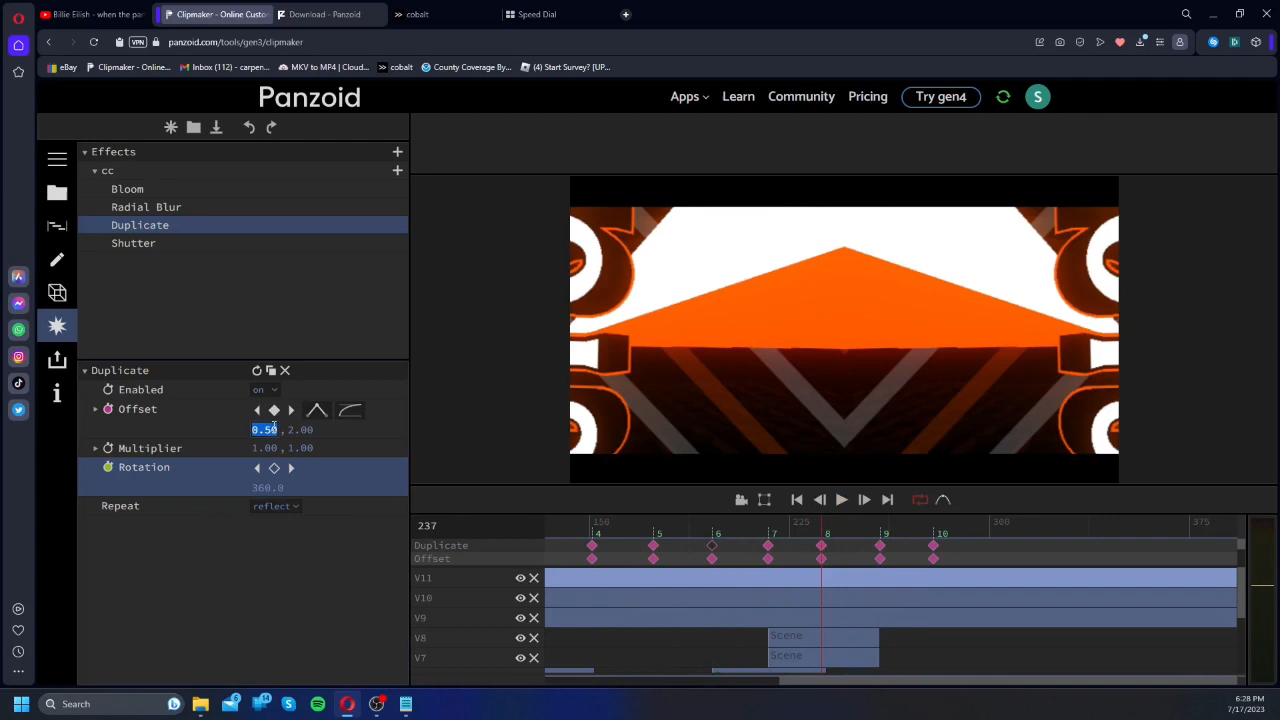 Billie Eilish - when the pa
Clipmaker - Online Custo
Download - Panzoid
cobalt
Speed Dial
VPN
panzoid.com/tools/gen3/clipmaker
eBay
Clipmaker - Online...
Inbox (112) - carpen...
MKV to MP4 | Cloud...
cobalt
County Coverage By...
(4) Start Survey? [UP...
Panzoid
Apps
Learn
Community
Pricing
Try gen4
S
Effects
cc
Bloom
Radial Blur
Duplicate
Shutter
Duplicate
Enabled
on
Offset
0.50 , 2.00
Multiplier
1.00 , 1.00
Rotation
360.0
Repeat
reflect
237
150
225
300
375
4
5
6
7
8
9
10
Duplicate
Offset
V11
V10
V9
V8
Scene
V7
Scene
Search
6
14
6:28 PM
7/17/2023